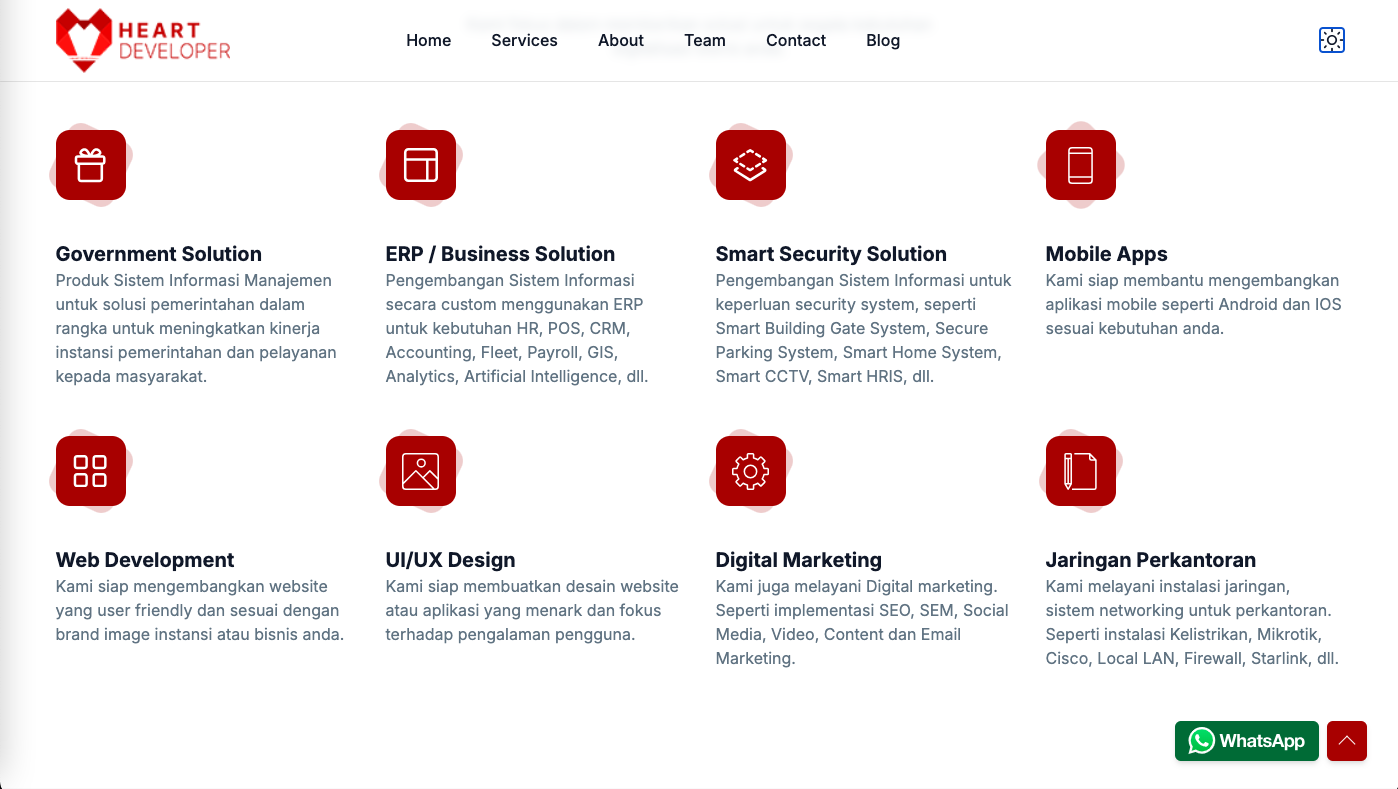 HEART
DEVELOPER
Home Services About Team Contact Blog
Government Solution
Produk Sistem Informasi Manajemen
untuk solusi pemerintahan dalam
rangka untuk meningkatkan kinerja
instansi pemerintahan dan pelayanan
kepada masyarakat.
ERP / Business Solution
Pengembangan Sistem Informasi
secara custom menggunakan ERP
untuk kebutuhan HR, POS, CRM,
Accounting, Fleet, Payroll, GIS,
Analytics, Artificial Intelligence, dll.
Smart Security Solution
Pengembangan Sistem Informasi untuk
keperluan security system, seperti
Smart Building Gate System, Secure
Parking System, Smart Home System,
Smart CCTV, Smart HRIS, dll.
Mobile Apps
Kami siap membantu mengembangkan
aplikasi mobile seperti Android dan IOS
sesuai kebutuhan anda.
Web Development
Kami siap mengembangkan website
yang user friendly dan sesuai dengan
brand image instansi atau bisnis anda.
UI/UX Design
Kami siap membuatkan desain website
atau aplikasi yang menark dan fokus
terhadap pengalaman pengguna.
Digital Marketing
Kami juga melayani Digital marketing.
Seperti implementasi SEO, SEM, Social
Media, Video, Content dan Email
Marketing.
Jaringan Perkantoran
Kami melayani instalasi jaringan,
sistem networking untuk perkantoran.
Seperti instalasi Kelistrikan, Mikrotik,
Cisco, Local LAN, Firewall, Starlink, dll.
WhatsApp